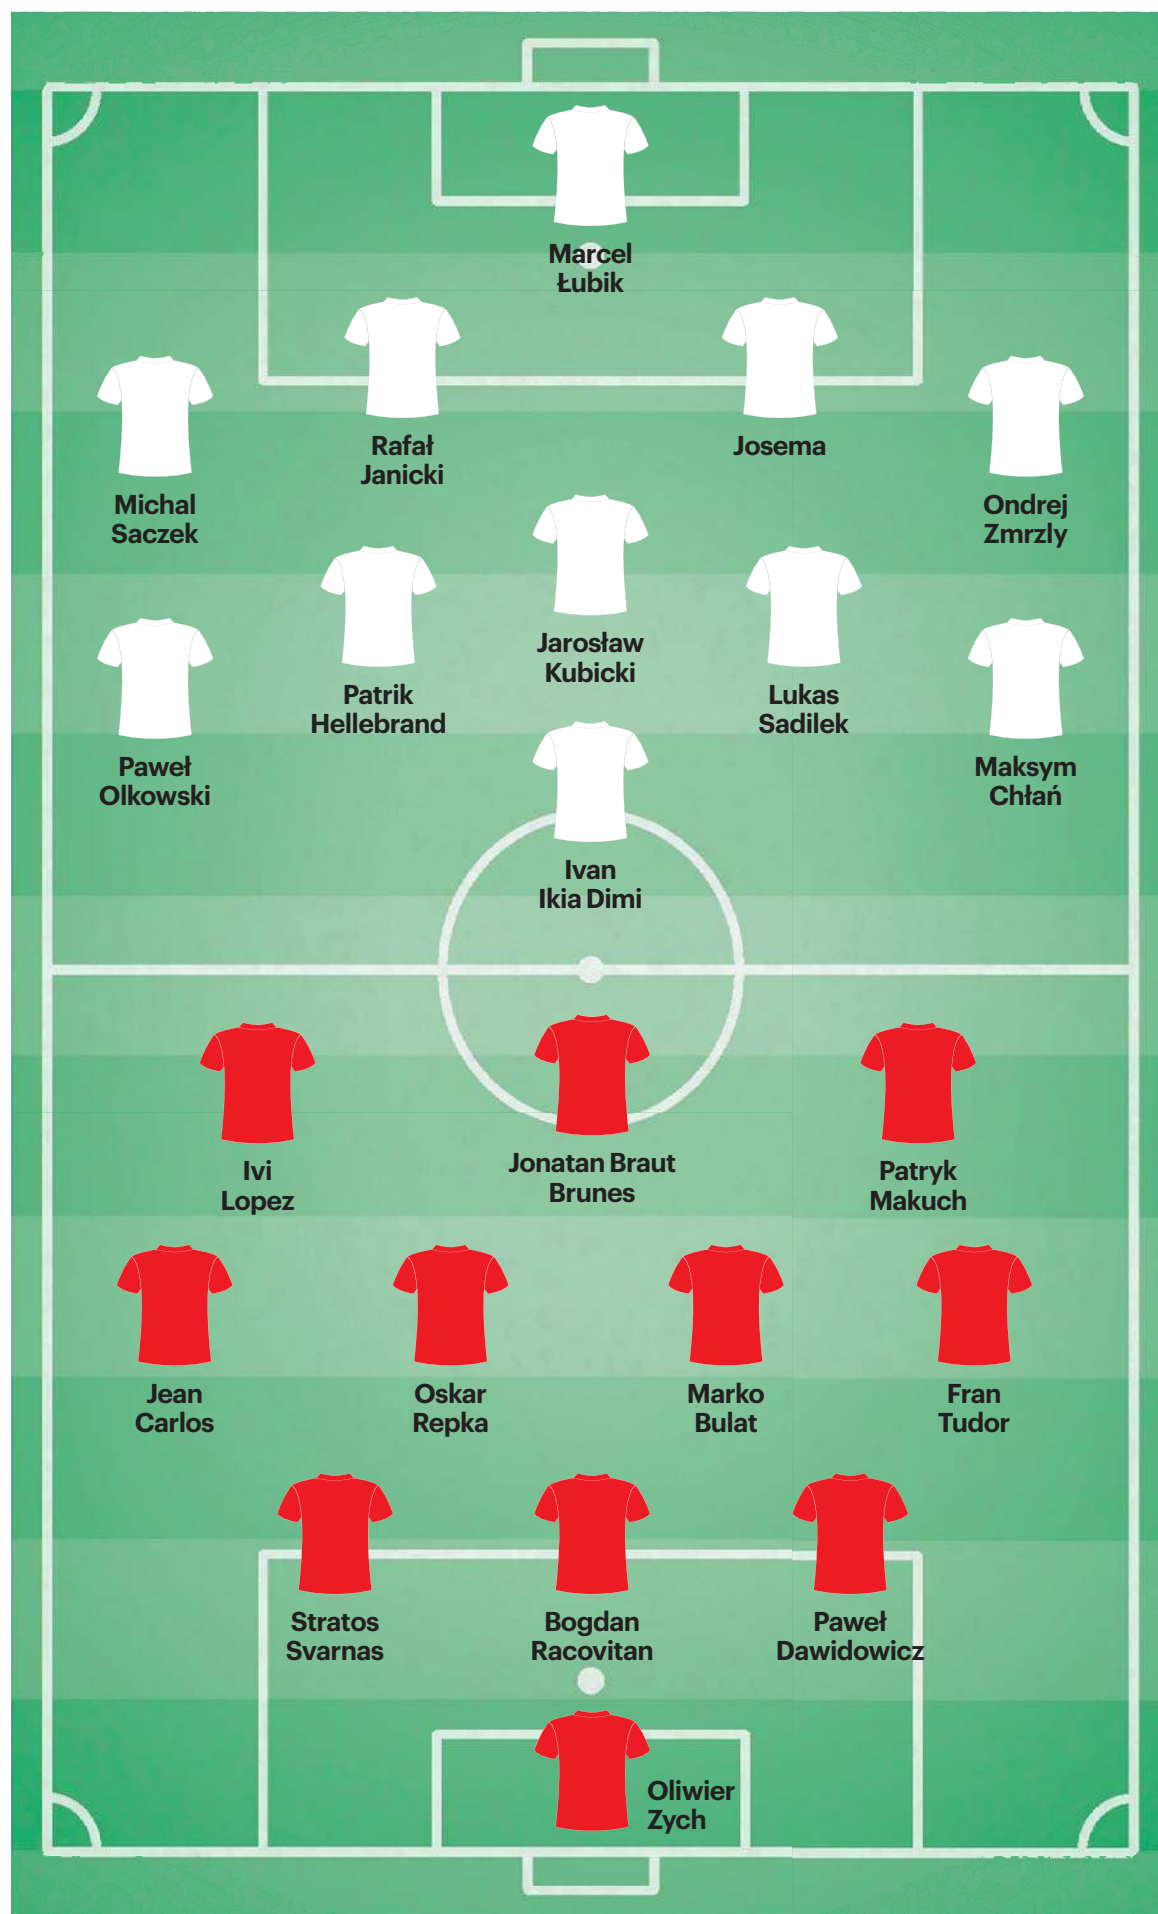 Marcel
Łubik
Rafał
Janicki
Josema
Michal
Saczek
Ondrej
Zmrzly
Jarosław
Kubicki
Patrik
Hellebrand
Lukas
Sadilek
Paweł
Olkowski
Maksym
Chłań
Ivan
Ikia Dimi
Ivi
Lopez
Jonatan Braut
Brunes
Patryk
Makuch
Jean
Carlos
Oskar
Repka
Marko
Bulat
Fran
Tudor
Stratos
Svarnas
Bogdan
Racovitan
Paweł
Dawidowicz
Oliwier
Zych